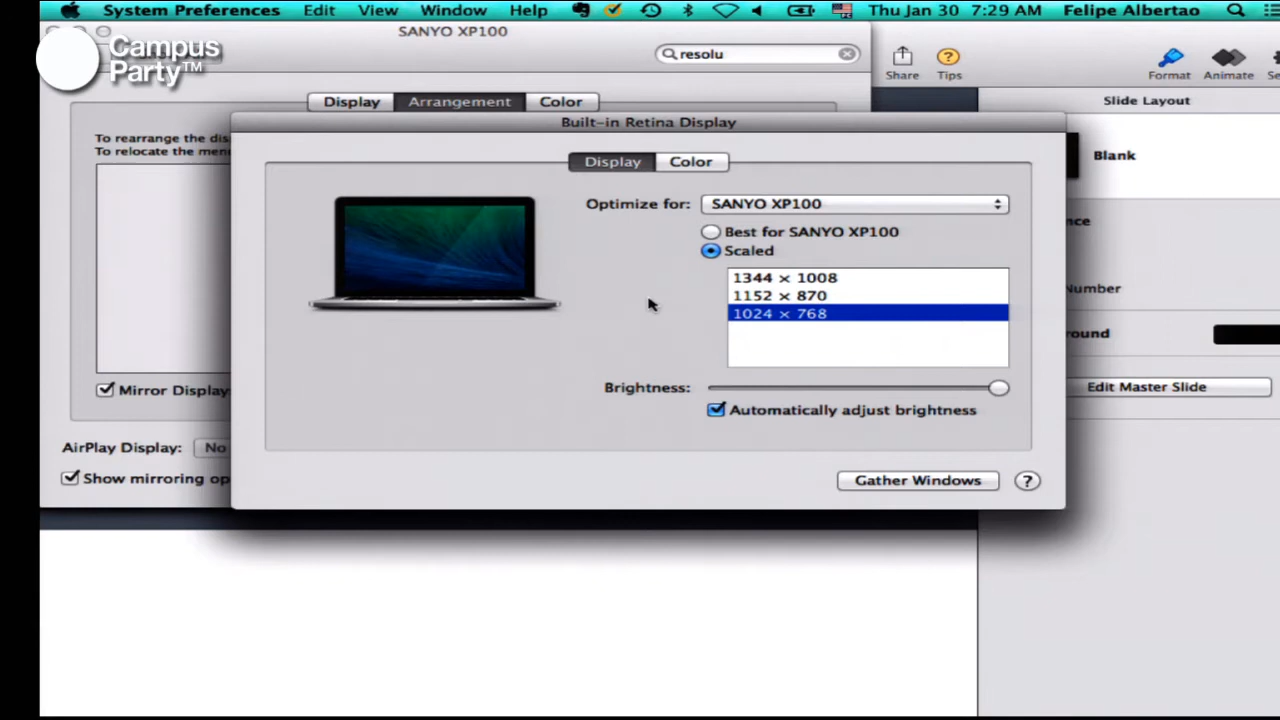 System Preferences Edit View Window Help Thu Jan 30 7:29 AM Felipe Albertao
Campus
Party™
SANYO XP100
resolu
Share Tips Format Animate
Display Arrangement Color
Slide Layout
Built-in Retina Display
To rearrange the dis
To relocate the men
Display Color
Blank
Optimize for: SANYO XP100
nce
Best for SANYO XP100
Scaled
1344 × 1008
1152 × 870
1024 × 768
Number
round
Mirror Display
Brightness:
Edit Master Slide
Automatically adjust brightness
AirPlay Display: No
Show mirroring op
Gather Windows ?